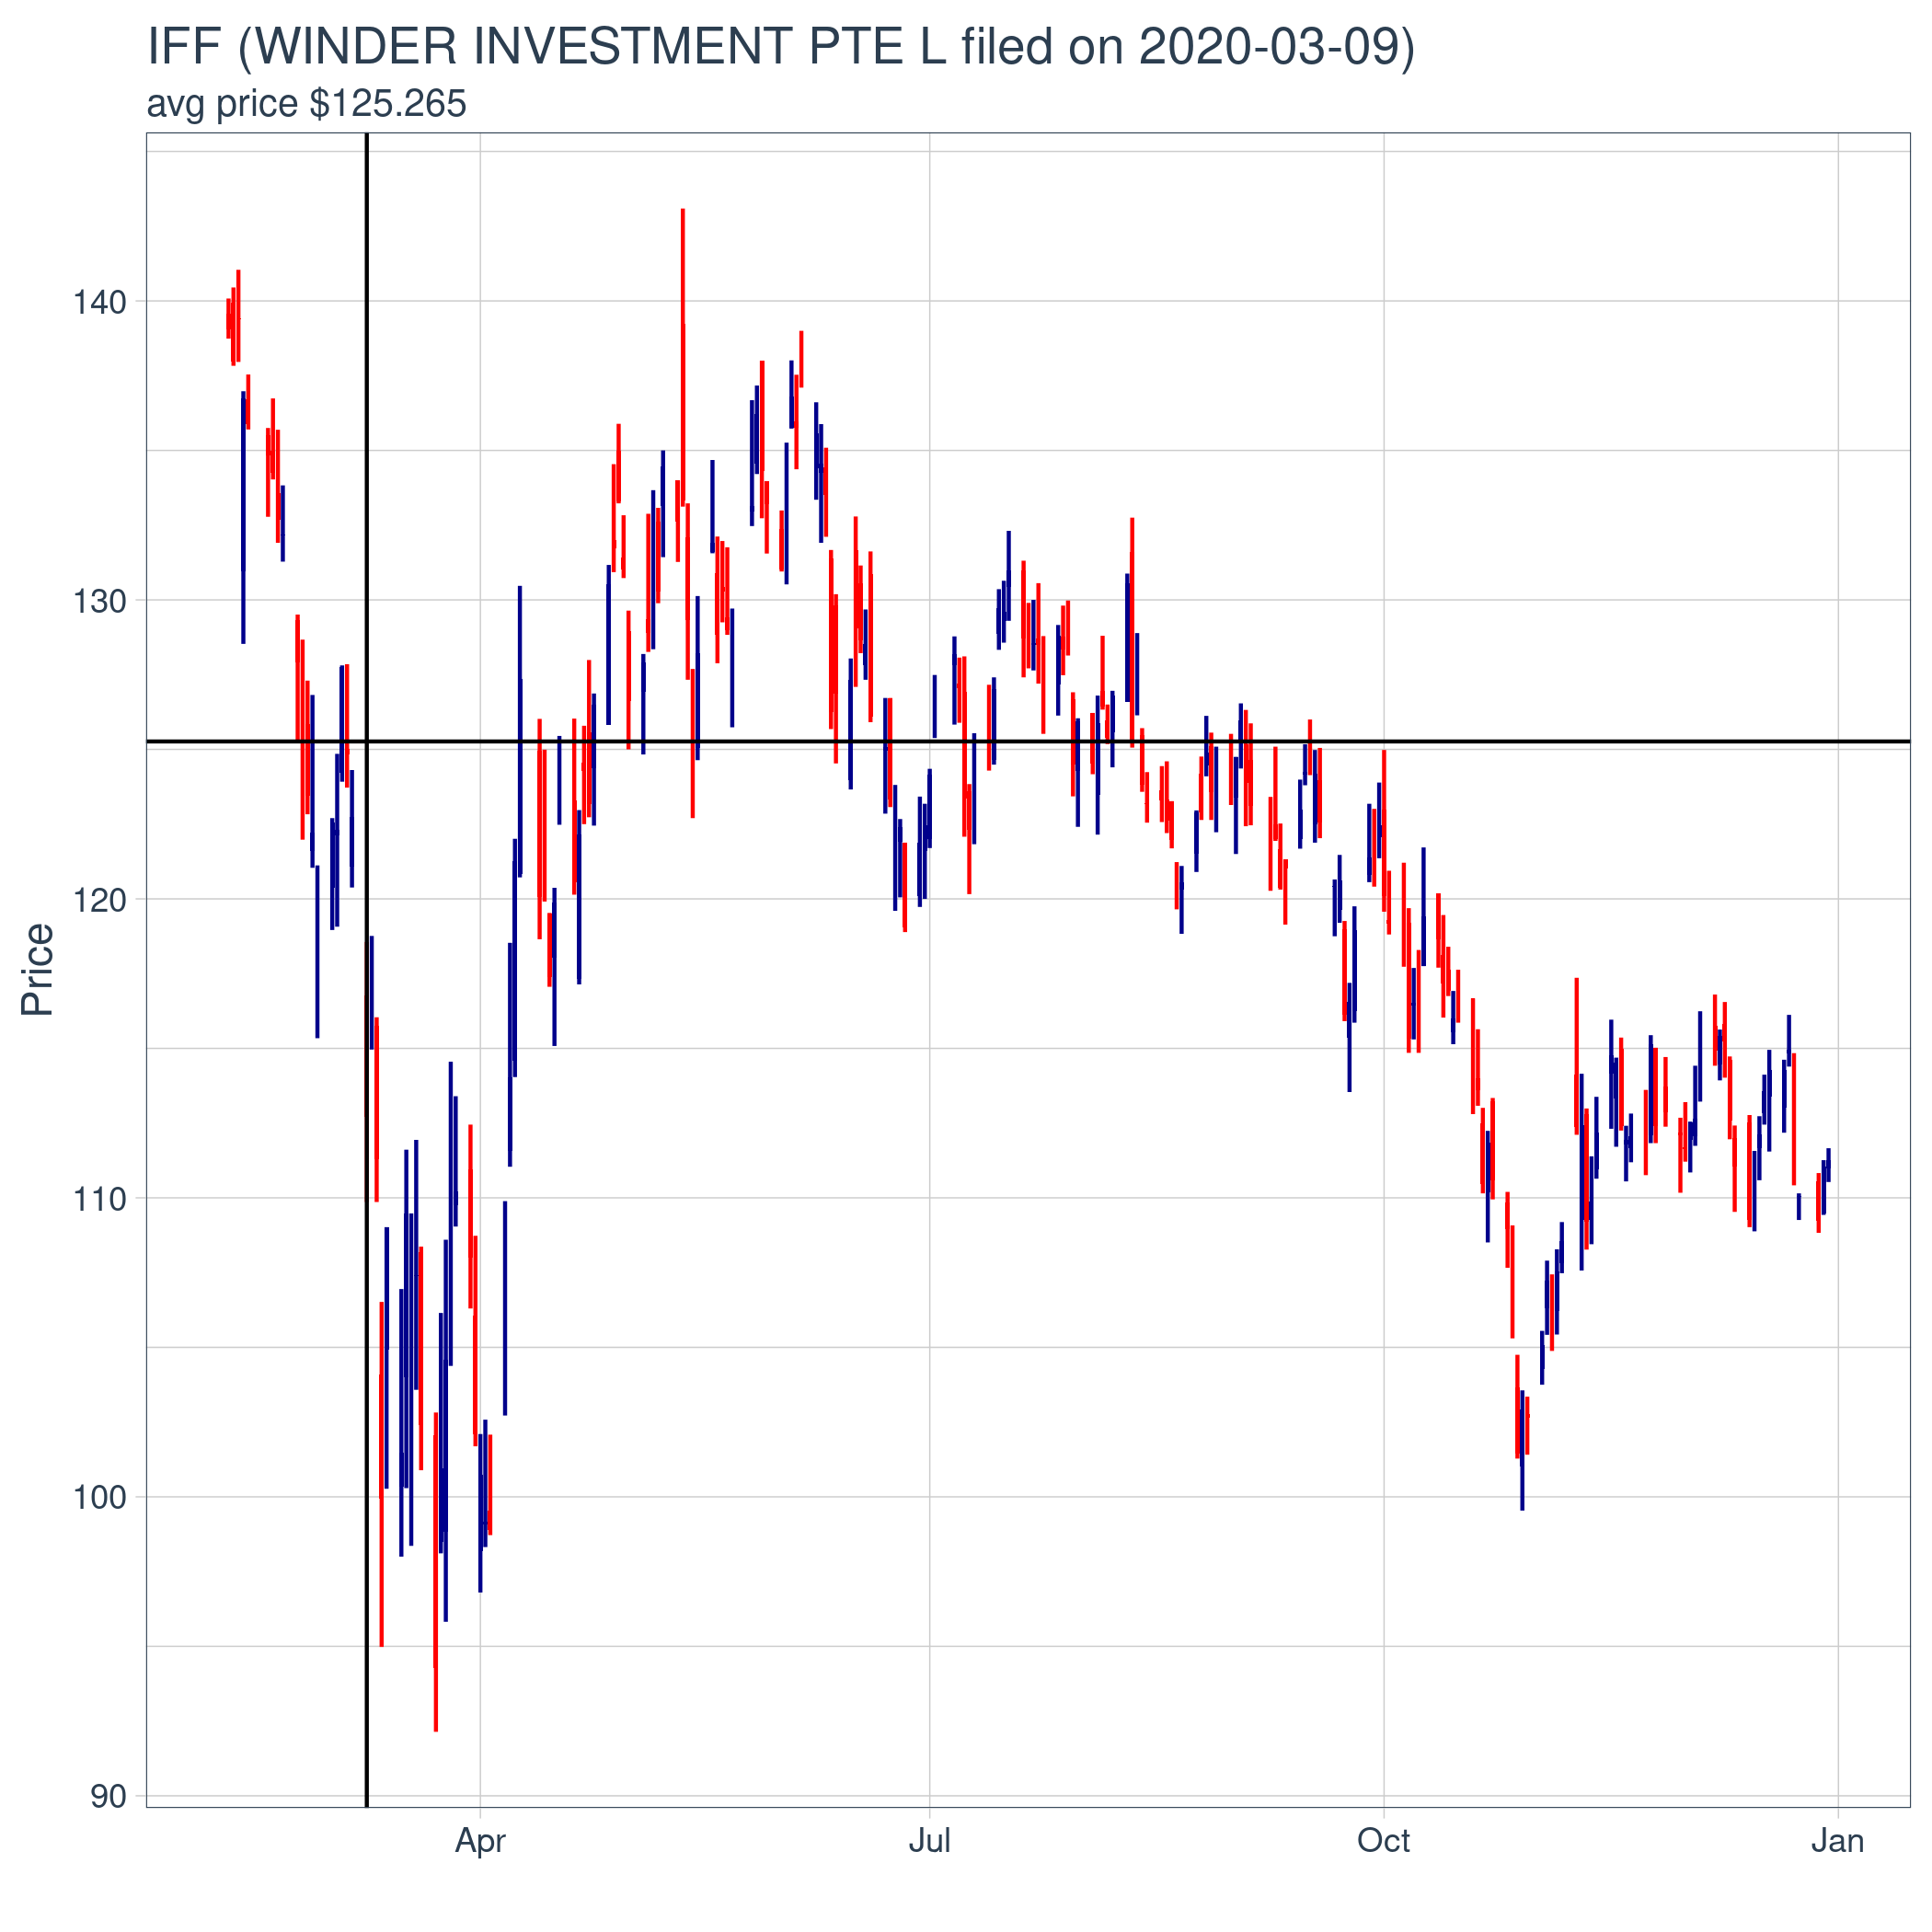 IFF (WINDER INVESTMENT PTE L filed on 2020-03-09)
avg price $125.265
140
130
120
110
100
90
Price
Apr Jul Oct Jan